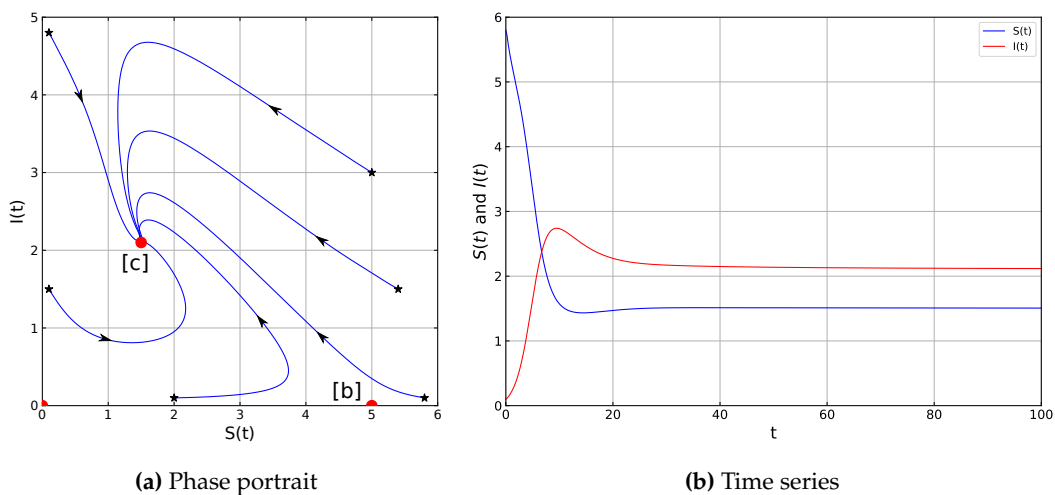 5
4
3
2
1
0
I(t)
[c]
[b]
0 1 2 3 4 5 6
S(t)
(a) Phase portrait
6
5
4
3
2
1
0
S(t) and I(t)
S(t)
I(t)
0 20 40 60 80 100
t
(b) Time series